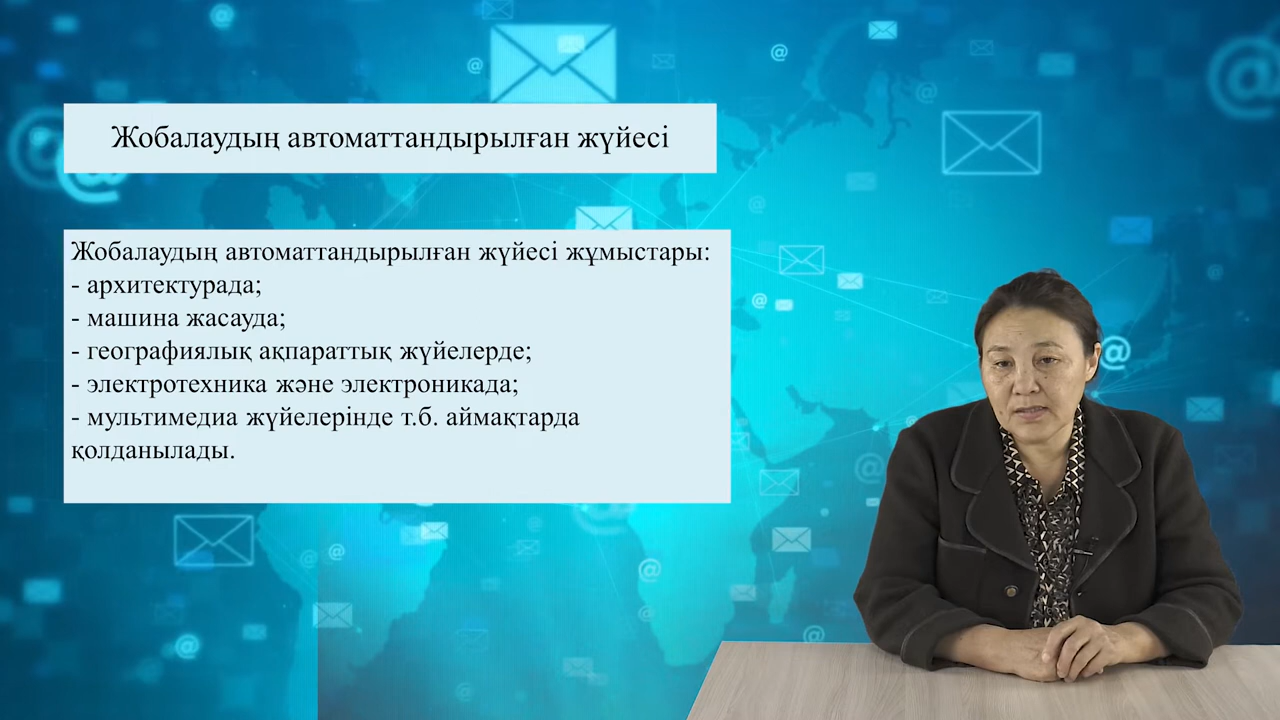 Жобалаудың автоматтандырылған жүйесі
Жобалаудың автоматтандырылған жүйесі жұмыстары:
- архитектурада;
- машина жасауда;
- географиялық ақпараттық жүйелерде;
- электротехника және электроникада;
- мультимедиа жүйелерінде т.б. аймақтарда
қолданылады.